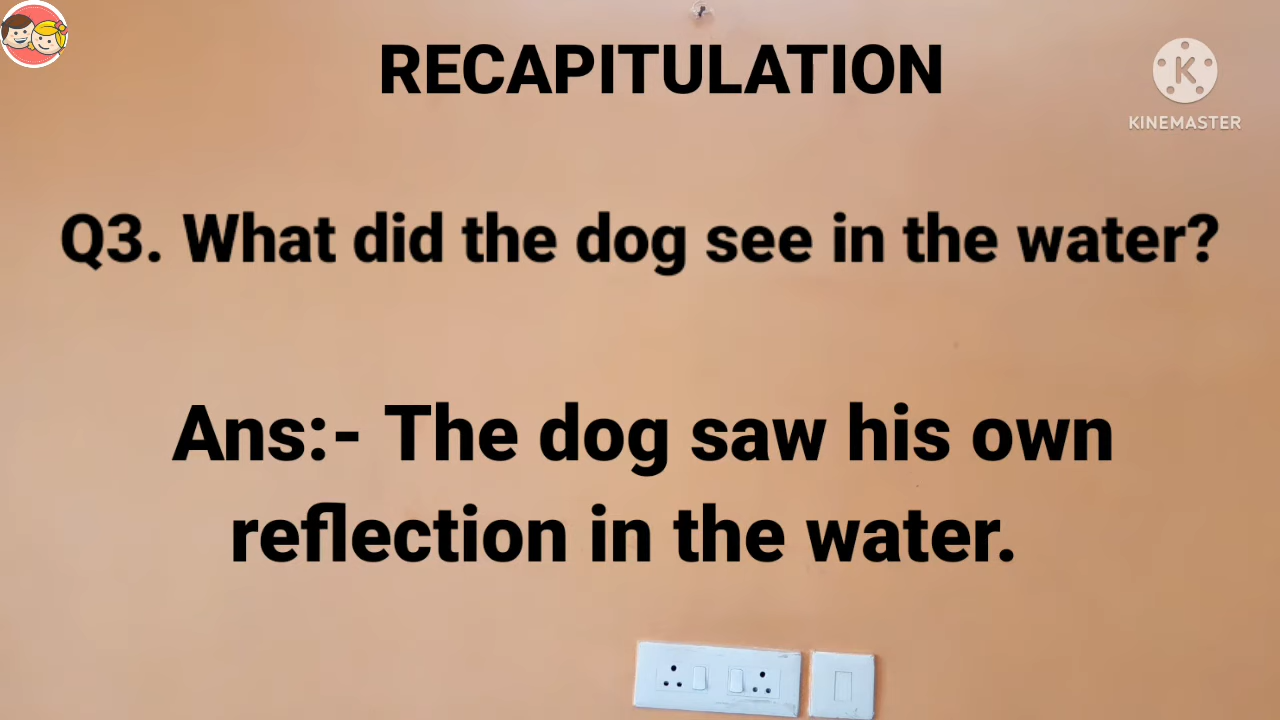 RECAPITULATION
K
KINEMASTER
Q3. What did the dog see in the water?
Ans:- The dog saw his own
reflection in the water.